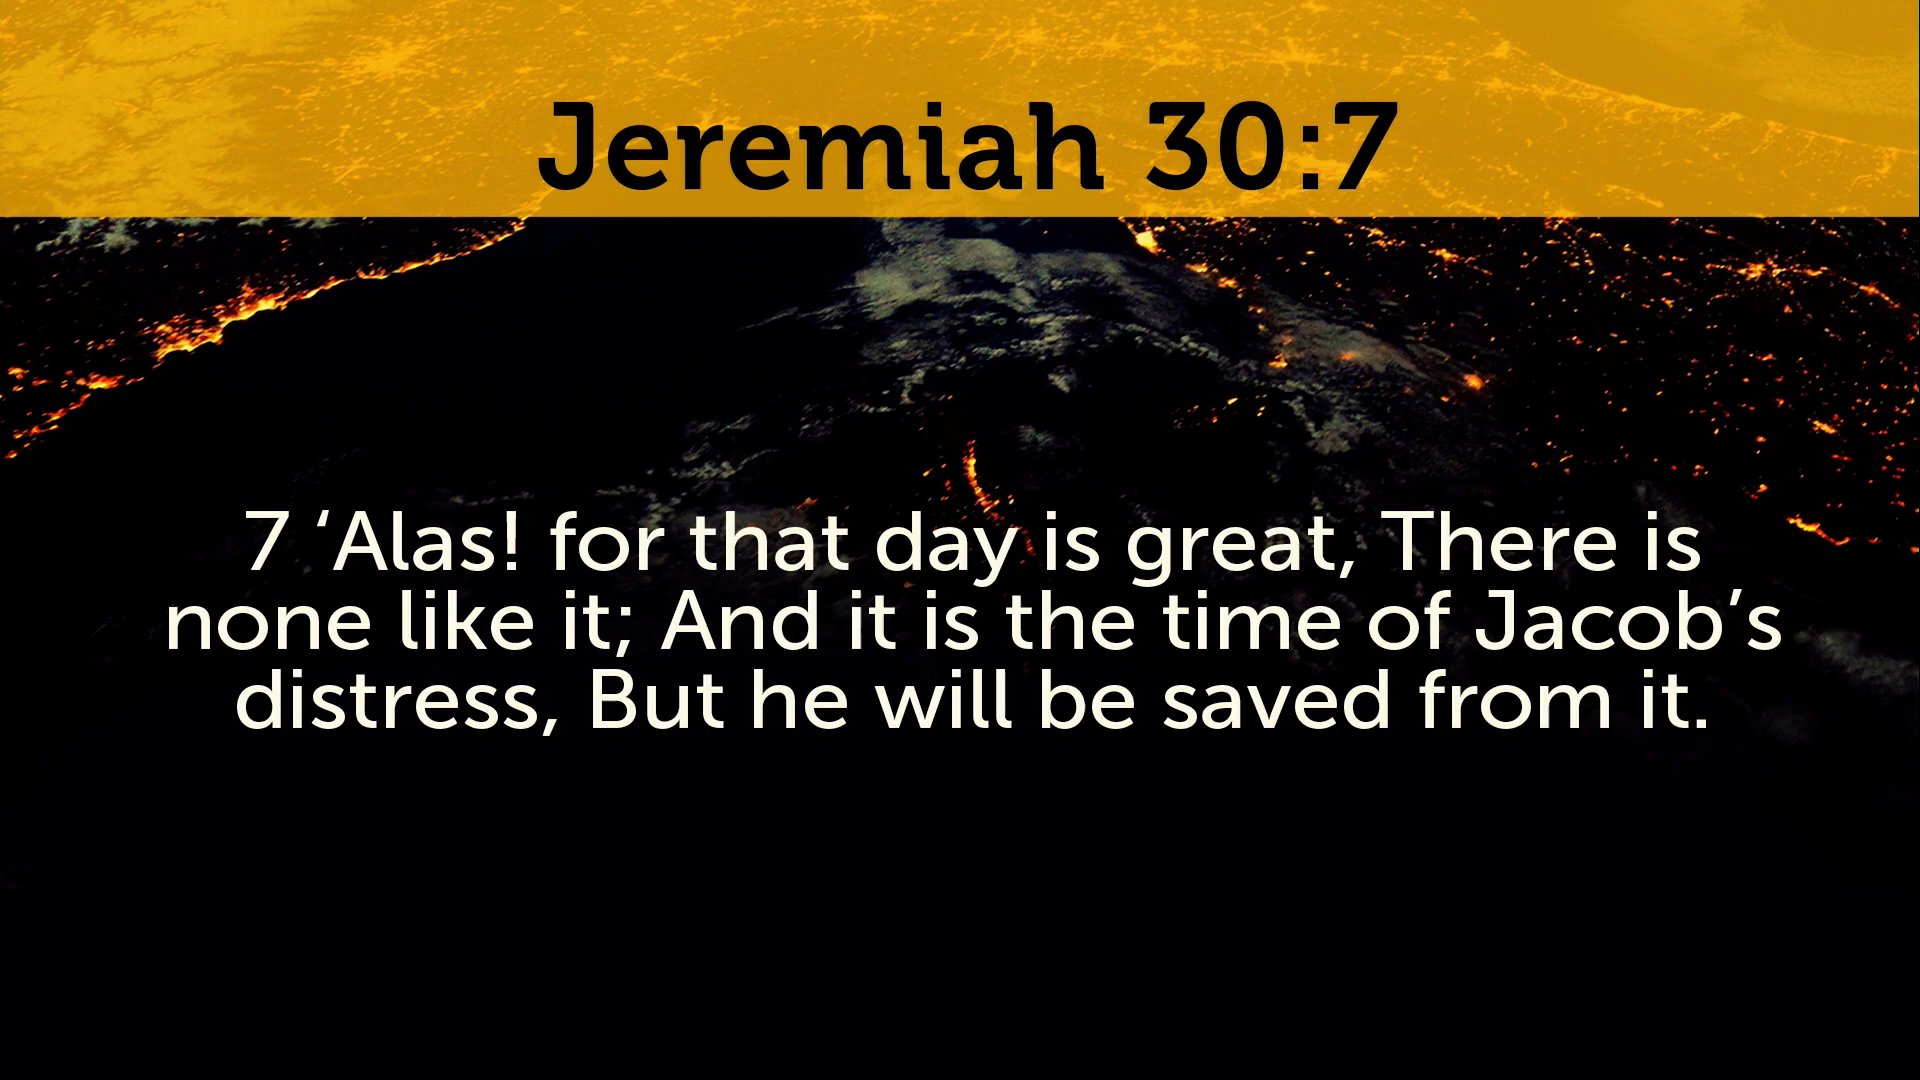 Jeremiah 30:7
7 ‘Alas! for that day is great, There is
none like it; And it is the time of Jacob’s
distress, But he will be saved from it.